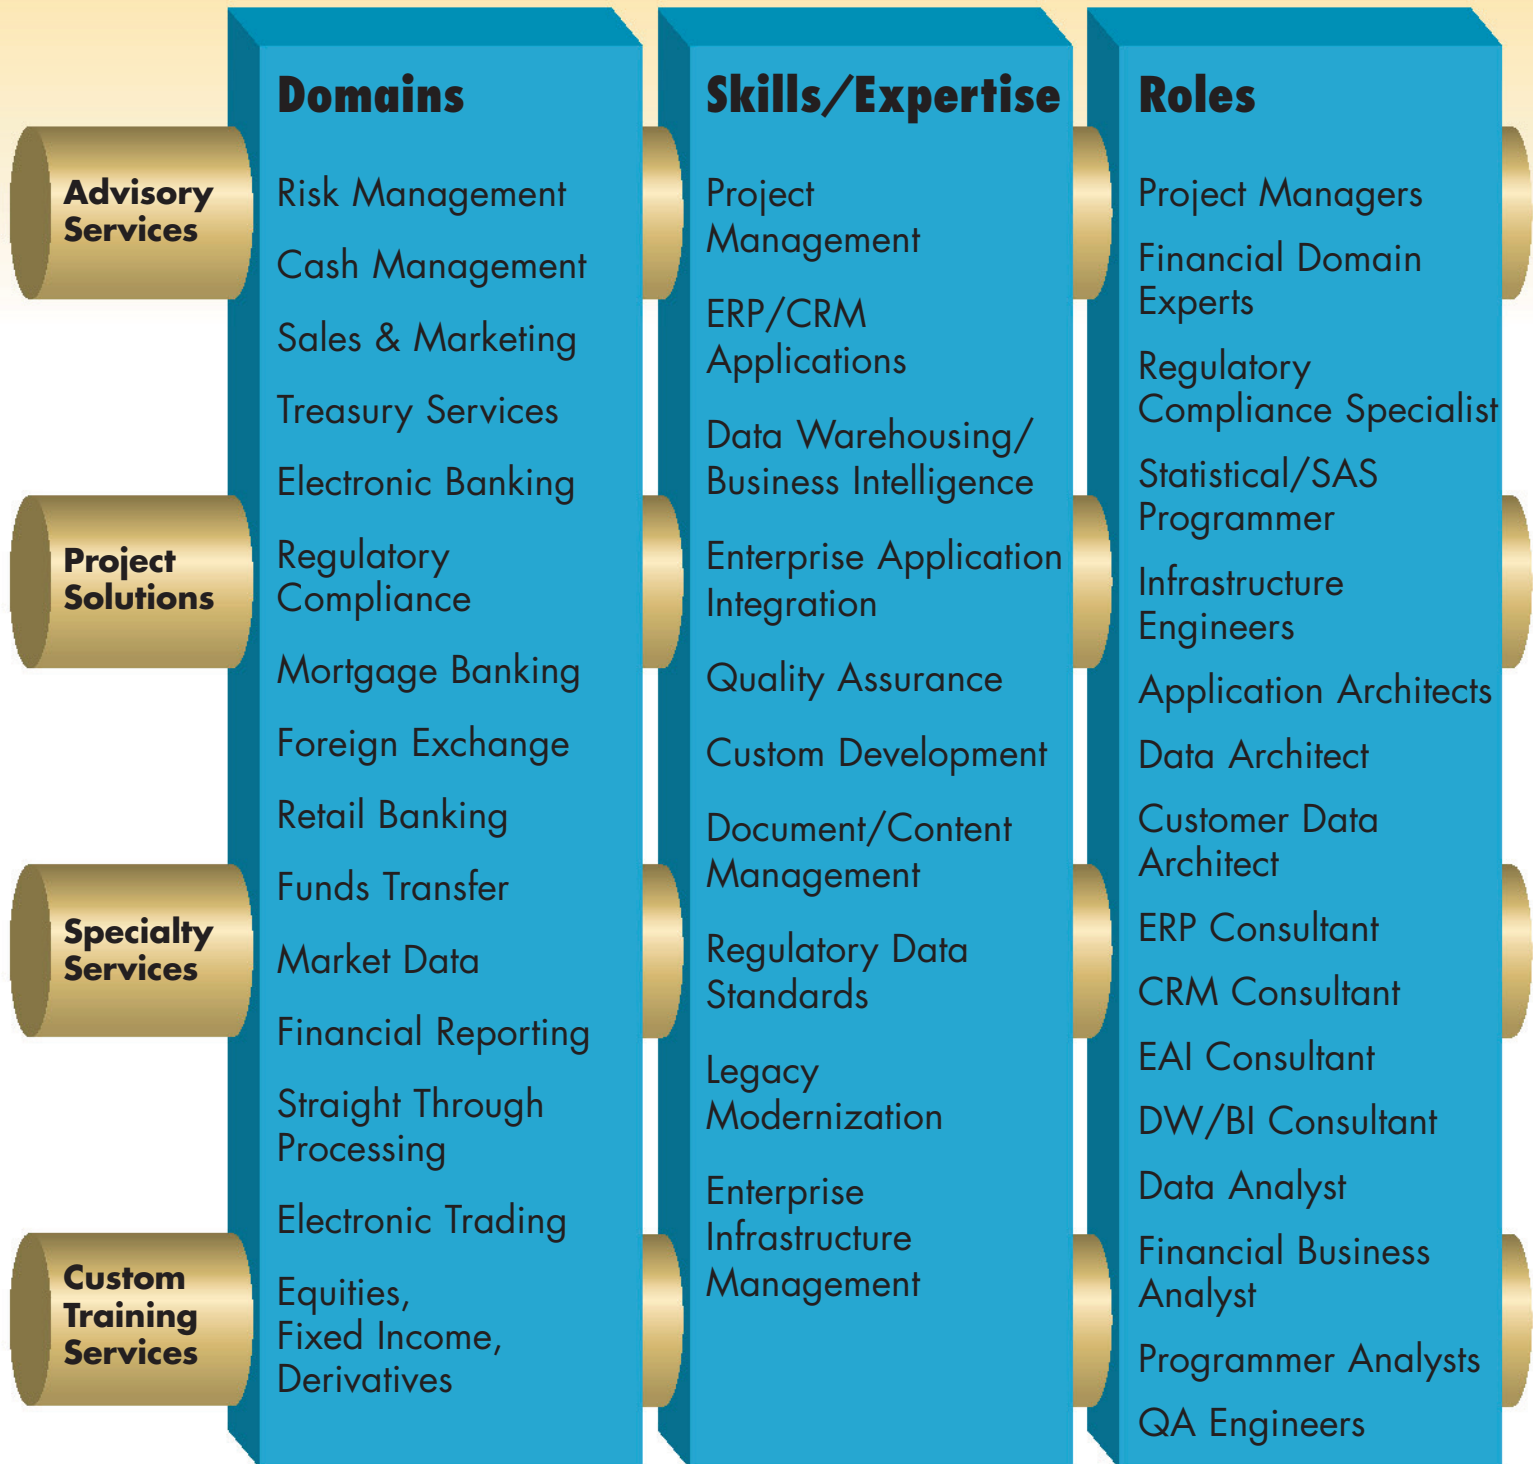 Advisory
Services
Project
Solutions
Specialty
Services
Custom
Training
Services
Domains
Risk Management
Cash Management
Sales & Marketing
Treasury Services
Electronic Banking
Regulatory
Compliance
Mortgage Banking
Foreign Exchange
Retail Banking
Funds Transfer
Market Data
Financial Reporting
Straight Through
Processing
Electronic Trading
Equities,
Fixed Income,
Derivatives
Skills/Expertise
Project
Management
ERP/CRM
Applications
Data Warehousing/
Business Intelligence
Enterprise Application
Integration
Quality Assurance
Custom Development
Document/Content
Management
Regulatory Data
Standards
Legacy
Modernization
Enterprise
Infrastructure
Management
Roles
Project Managers
Financial Domain
Experts
Regulatory
Compliance Specialist
Statistical/SAS
Programmer
Infrastructure
Engineers
Application Architects
Data Architect
Customer Data
Architect
ERP Consultant
CRM Consultant
EAI Consultant
DW/BI Consultant
Data Analyst
Financial Business
Analyst
Programmer Analysts
QA Engineers